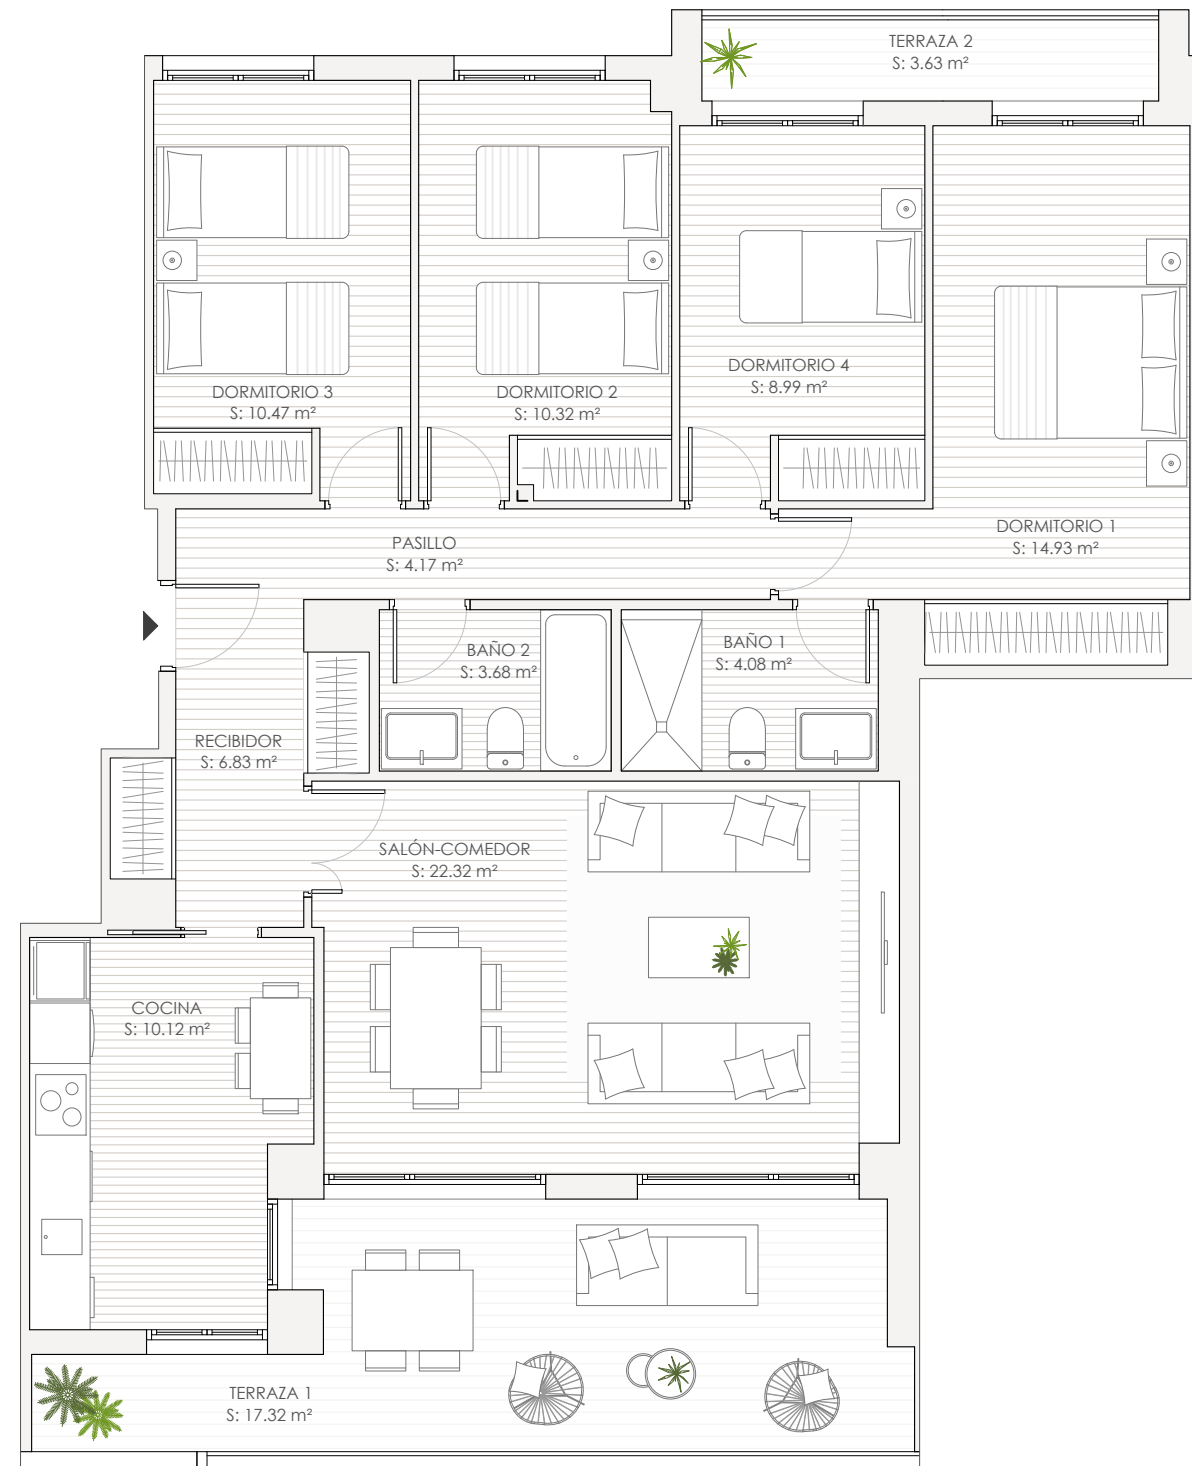 TERRAZA 2
S: 3.63 m²
DORMITORIO 4
S: 8.99 m²
DORMITORIO 3
S: 10.47 m²
DORMITORIO 2
S: 10.32 m²
DORMITORIO 1
S: 14.93 m²
PASILLO
S: 4.17 m²
BAÑO 2
S: 3.68 m²
BAÑO 1
S: 4.08 m²
RECIBIDOR
S: 6.83 m²
SALÓN-COMEDOR
S: 22.32 m²
COCINA
S: 10.12 m²
TERRAZA 1
S: 17.32 m²